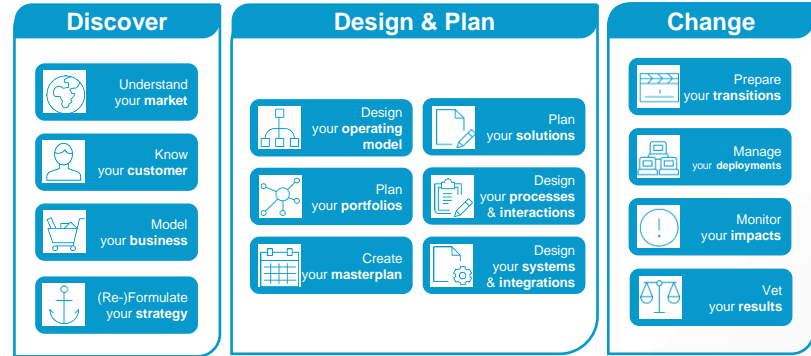 Discover
Understand
your market
Know
your customer
Model
your business
(Re-)Formulate
your strategy
Design & Plan
Design
your operating
model
Plan
your solutions
Plan
your portfolios
Design
your processes
& interactions
Create
your masterplan
Design
your systems
& integrations
Change
Prepare
your transitions
Manage
your deployments
Monitor
your impacts
Vet
your results